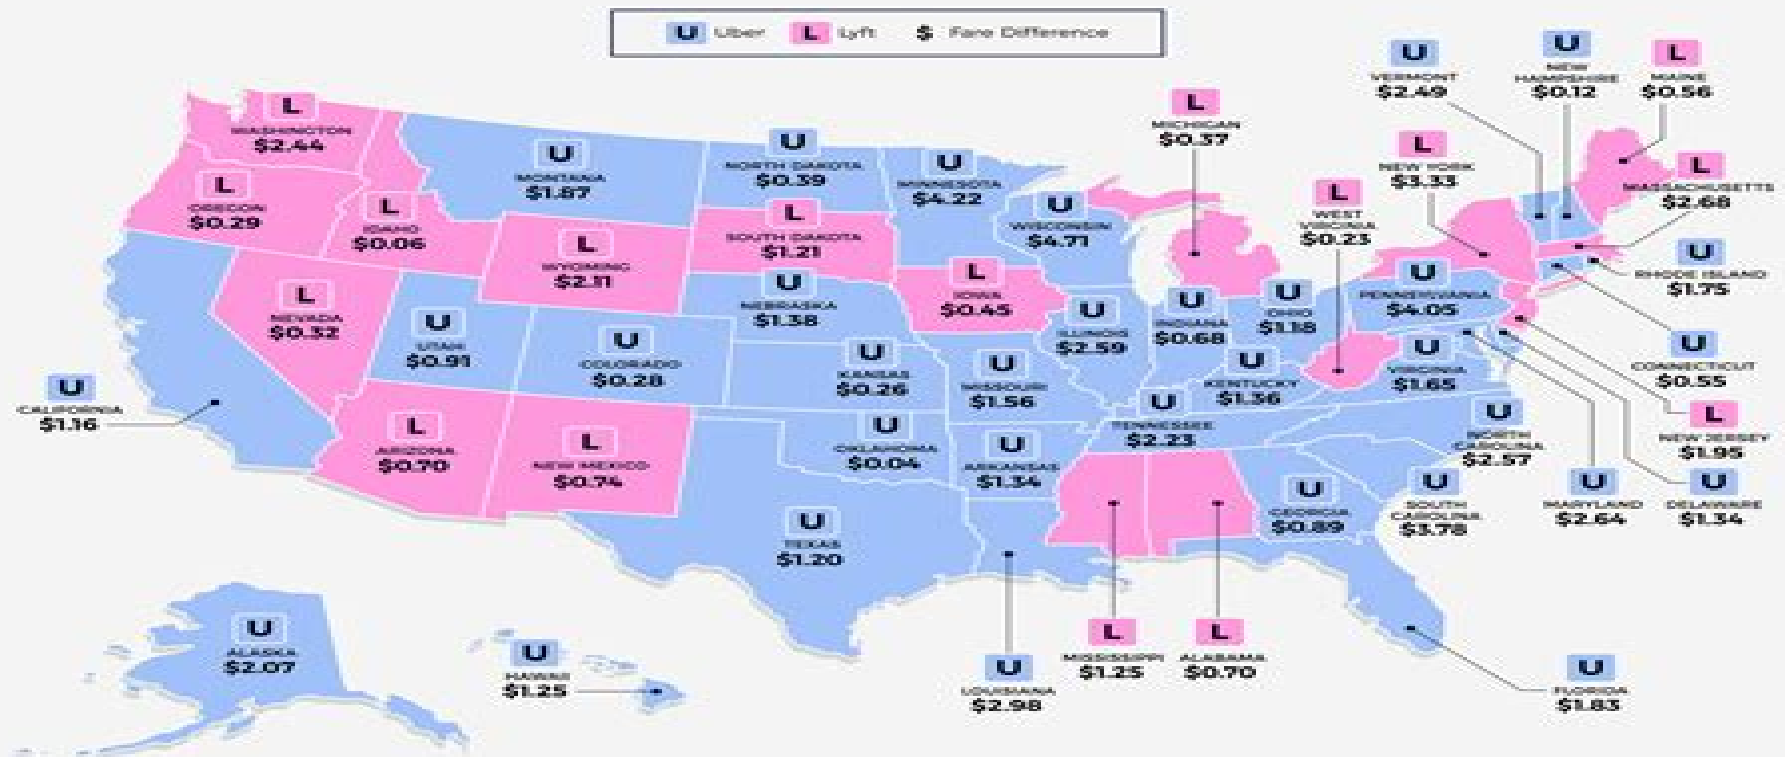 U Uber L Lyft $ Fare Difference
U
VERMONT
$2.49
U
NEW
HAMPSHIRE
$0.12
L
MAINE
$0.56
L
WASHINGTON
$2.44
L
MICHIGAN
$0.37
L
NEW YORK
$3.33
L
MASSACHUSETTS
$2.68
U
MONTANA
$1.87
U
NORTH DAKOTA
$0.39
U
MINNESOTA
$4.22
L
OREGON
$0.29
L
IDAHO
$0.06
L
WYOMING
$2.11
L
SOUTH DAKOTA
$1.21
U
WISCONSIN
$4.71
L
WEST
VIRGINIA
$0.23
U
RHODE ISLAND
$1.75
L
NEVADA
$0.32
U
UTAH
$0.91
U
COLORADO
$0.28
U
NEBRASKA
$1.38
L
IOWA
$0.45
U
ILLINOIS
$2.59
U
INDIANA
$0.68
U
OHIO
$1.18
U
PENNSYLVANIA
$4.05
U
CONNECTICUT
$0.55
U
CALIFORNIA
$1.16
U
KANSAS
$0.26
U
MISSOURI
$1.56
U
KENTUCKY
$1.36
U
VIRGINIA
$1.65
L
ARIZONA
$0.70
L
NEW MEXICO
$0.74
U
OKLAHOMA
$0.04
U
ARKANSAS
$1.34
U
TENNESSEE
$2.23
U
NORTH
CAROLINA
$2.57
L
NEW JERSEY
$1.95
U
TEXAS
$1.20
U
GEORGIA
$0.89
U
SOUTH
CAROLINA
$3.78
U
MARYLAND
$2.64
U
DELAWARE
$1.34
U
ALASKA
$2.07
U
HAWAII
$1.25
U
LOUISIANA
$2.98
L
MISSISSIPPI
$1.25
L
ALABAMA
$0.70
U
FLORIDA
$1.83